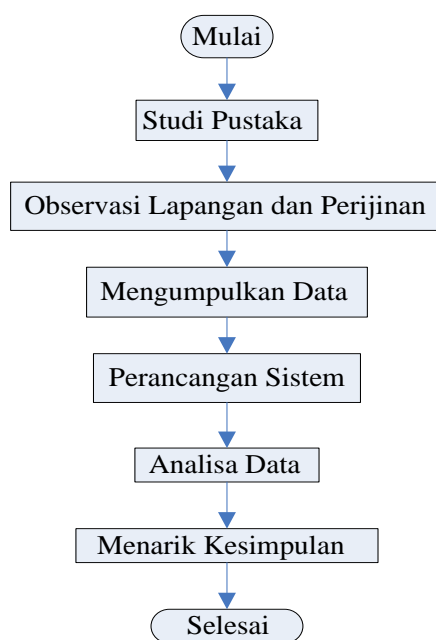 Mulai
Studi Pustaka
Observasi Lapangan dan Perijinan
Mengumpulkan Data
Perancangan Sistem
Analisa Data
Menarik Kesimpulan
Selesai